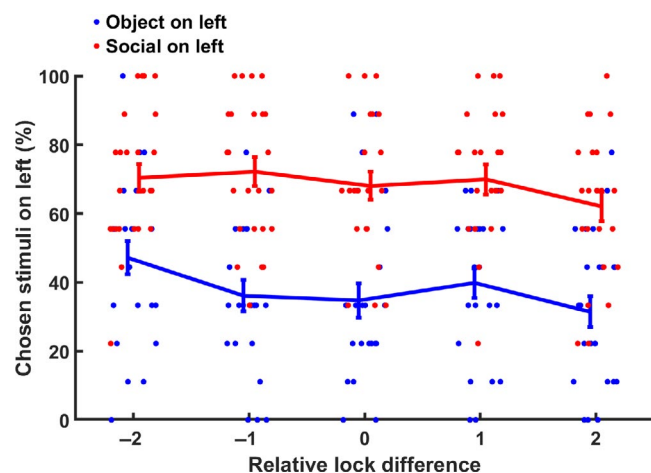 Object on left
Social on left
100
80
60
40
20
0
Chosen stimuli on left (%)
–2
–1
0
1
2
Relative lock difference